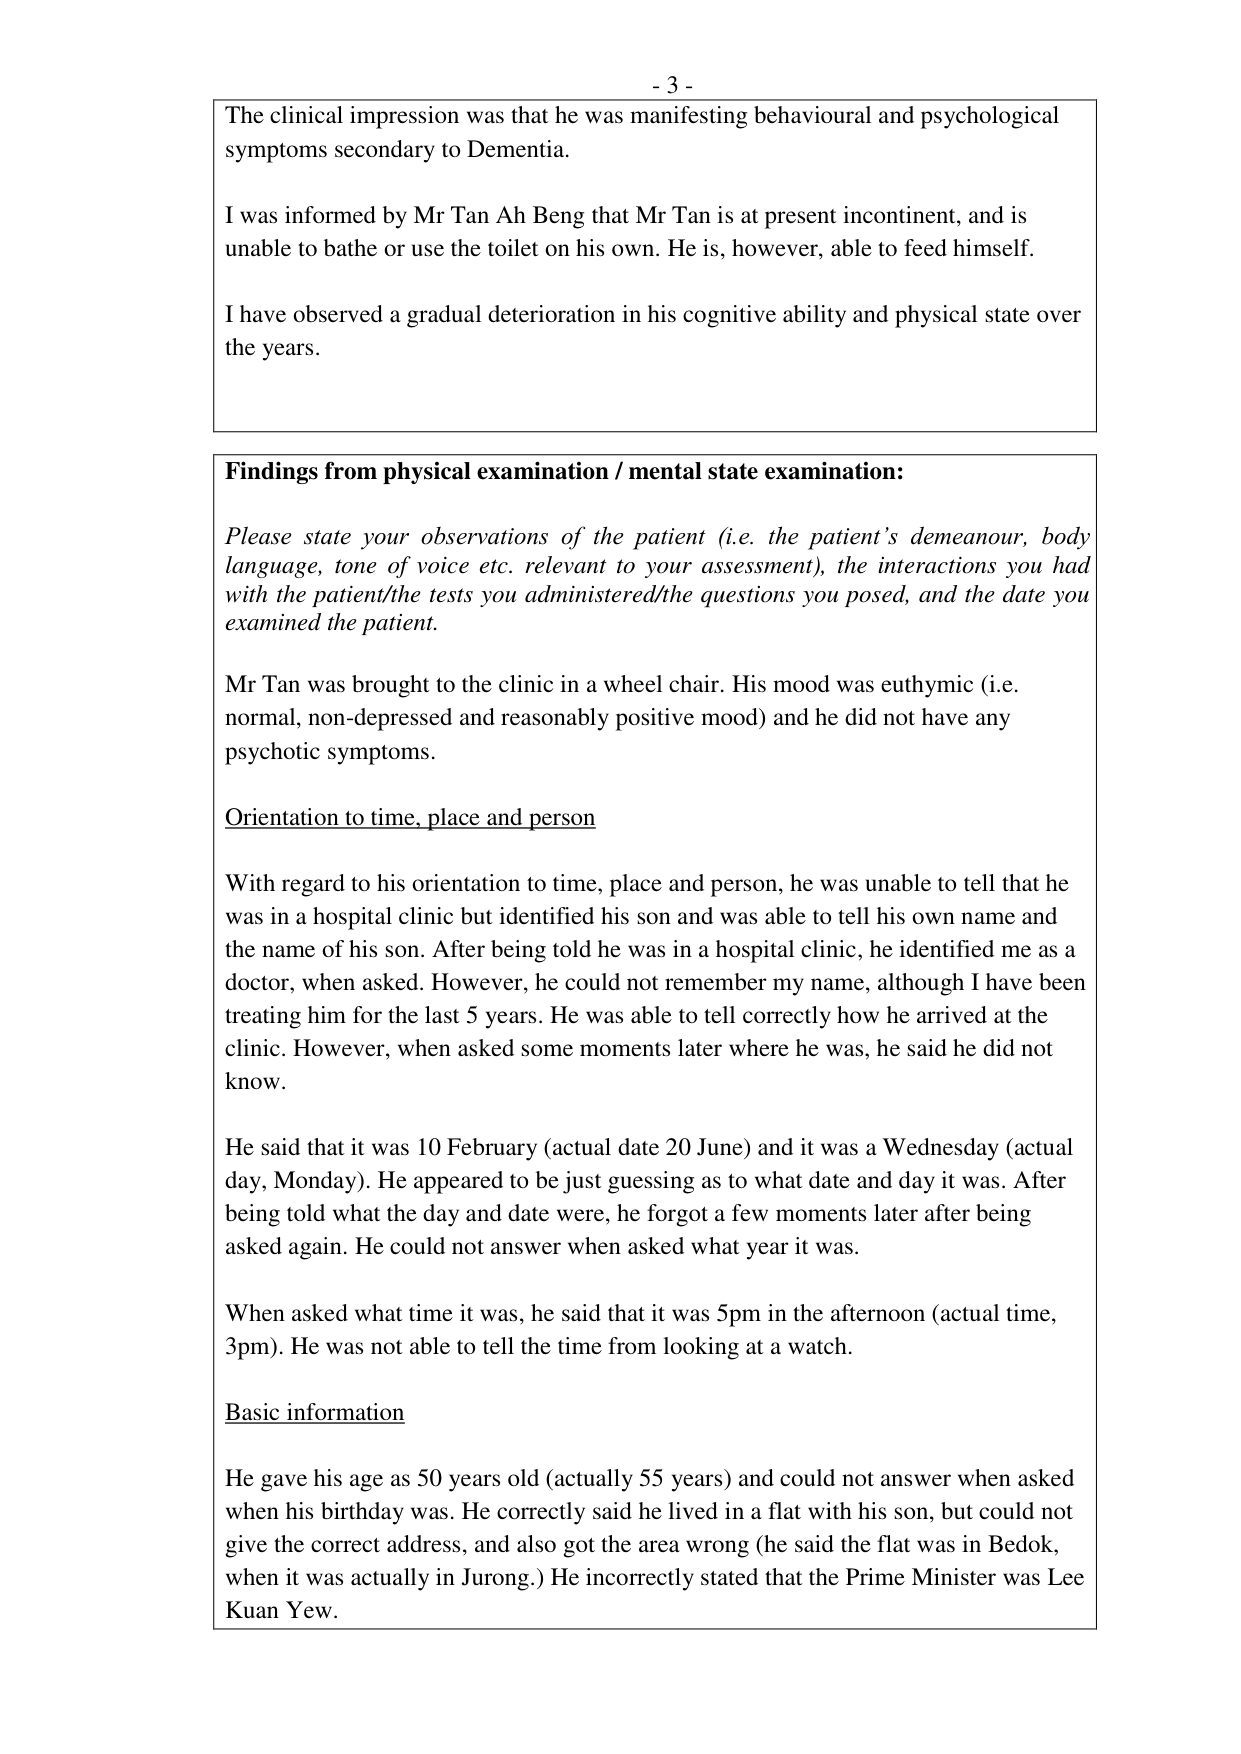 - 3 -
The clinical impression was that he was manifesting behavioural and psychological
symptoms secondary to Dementia.
I was informed by Mr Tan Ah Beng that Mr Tan is at present incontinent, and is
unable to bathe or use the toilet on his own. He is, however, able to feed himself.
I have observed a gradual deterioration in his cognitive ability and physical state over
the years.
Findings from physical examination / mental state examination:
Please state your observations of the patient (i.e. the patient’s demeanour, body
language, tone of voice etc. relevant to your assessment), the interactions you had
with the patient/the tests you administered/the questions you posed, and the date you
examined the patient.
Mr Tan was brought to the clinic in a wheel chair. His mood was euthymic (i.e.
normal, non-depressed and reasonably positive mood) and he did not have any
psychotic symptoms.
Orientation to time, place and person
With regard to his orientation to time, place and person, he was unable to tell that he
was in a hospital clinic but identified his son and was able to tell his own name and
the name of his son. After being told he was in a hospital clinic, he identified me as a
doctor, when asked. However, he could not remember my name, although I have been
treating him for the last 5 years. He was able to tell correctly how he arrived at the
clinic. However, when asked some moments later where he was, he said he did not
know.
He said that it was 10 February (actual date 20 June) and it was a Wednesday (actual
day, Monday). He appeared to be just guessing as to what date and day it was. After
being told what the day and date were, he forgot a few moments later after being
asked again. He could not answer when asked what year it was.
When asked what time it was, he said that it was 5pm in the afternoon (actual time,
3pm). He was not able to tell the time from looking at a watch.
Basic information
He gave his age as 50 years old (actually 55 years) and could not answer when asked
when his birthday was. He correctly said he lived in a flat with his son, but could not
give the correct address, and also got the area wrong (he said the flat was in Bedok,
when it was actually in Jurong.) He incorrectly stated that the Prime Minister was Lee
Kuan Yew.